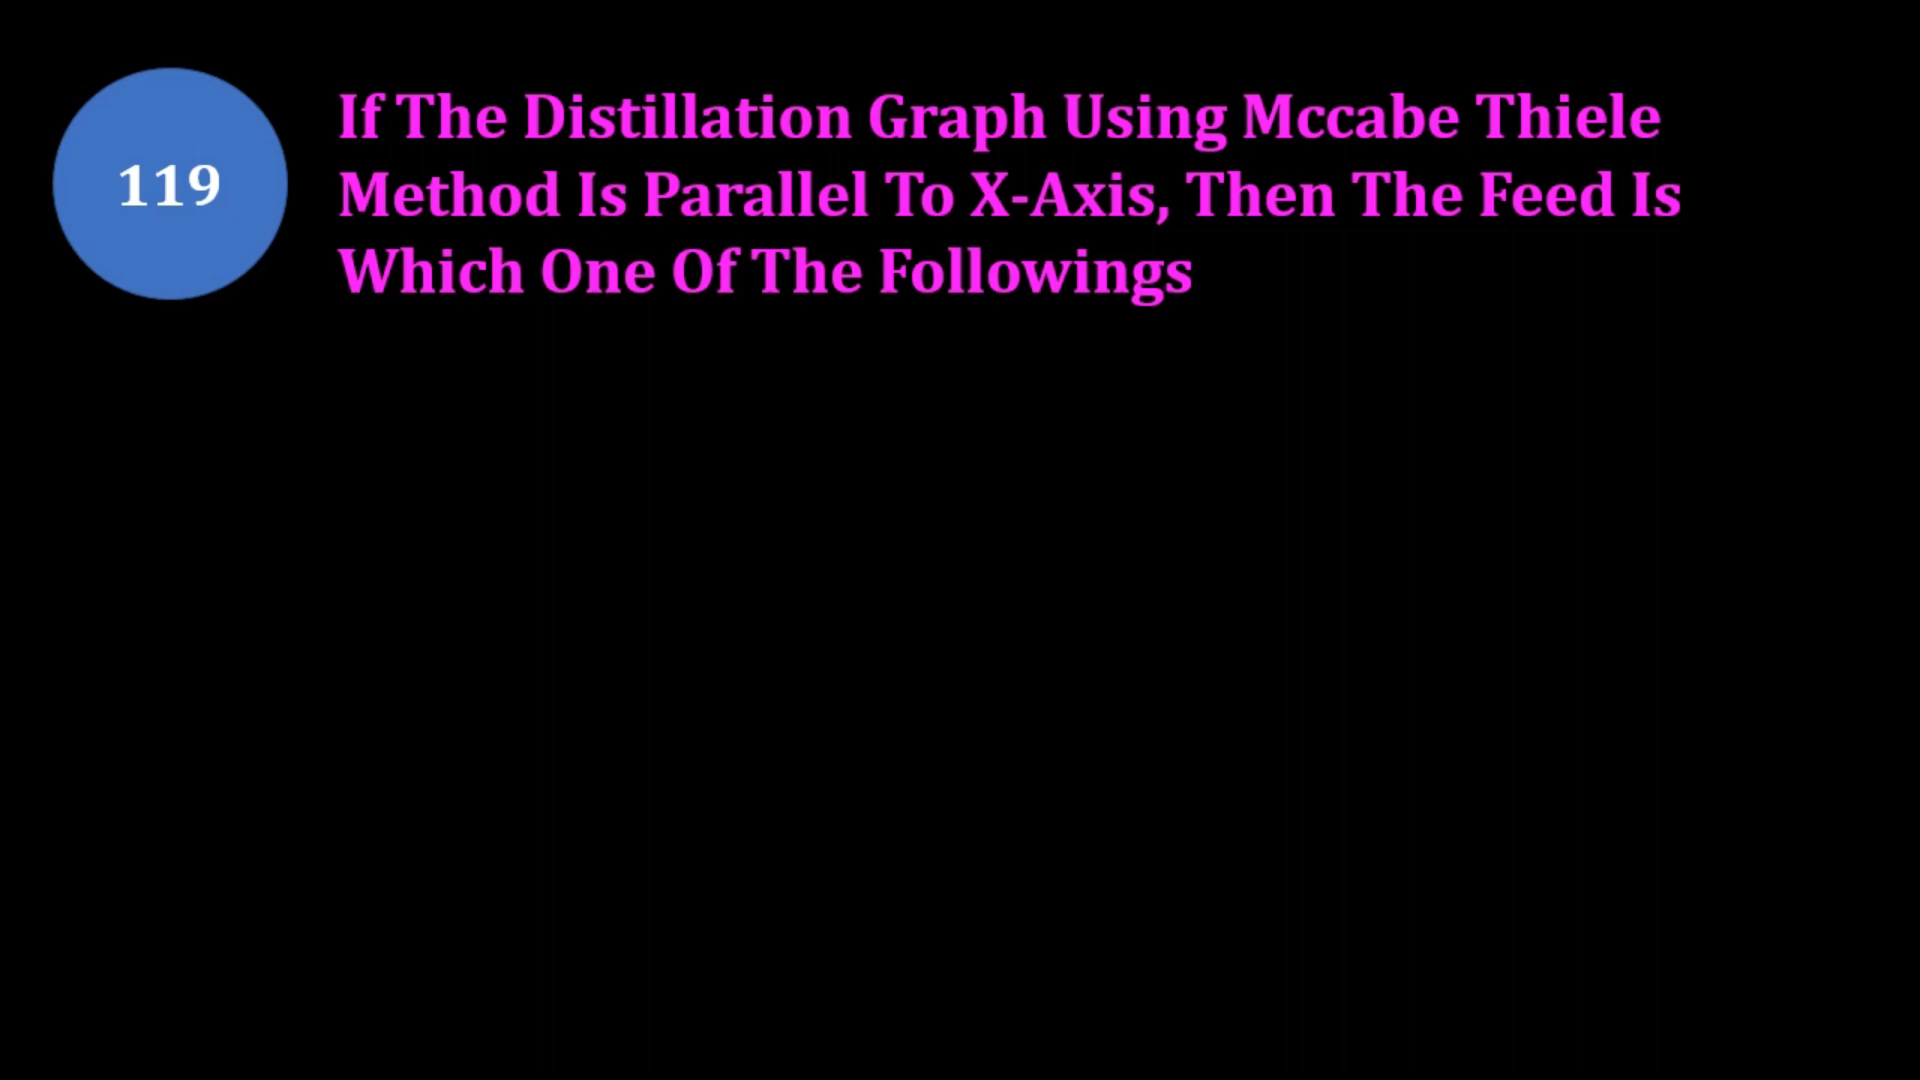 119
If The Distillation Graph Using Mccabe Thiele
Method Is Parallel To X-Axis, Then The Feed Is
Which One Of The Followings